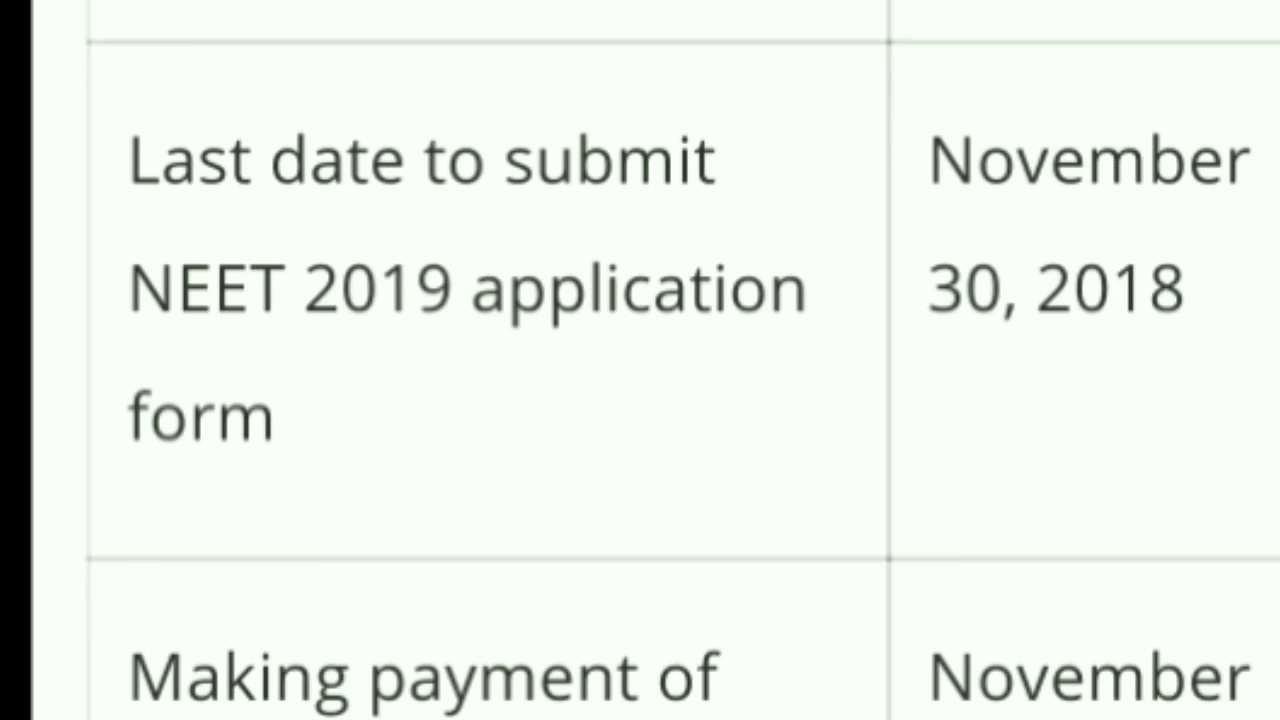 Last date to submit
NEET 2019 application
form
November
30, 2018
Making payment of
November